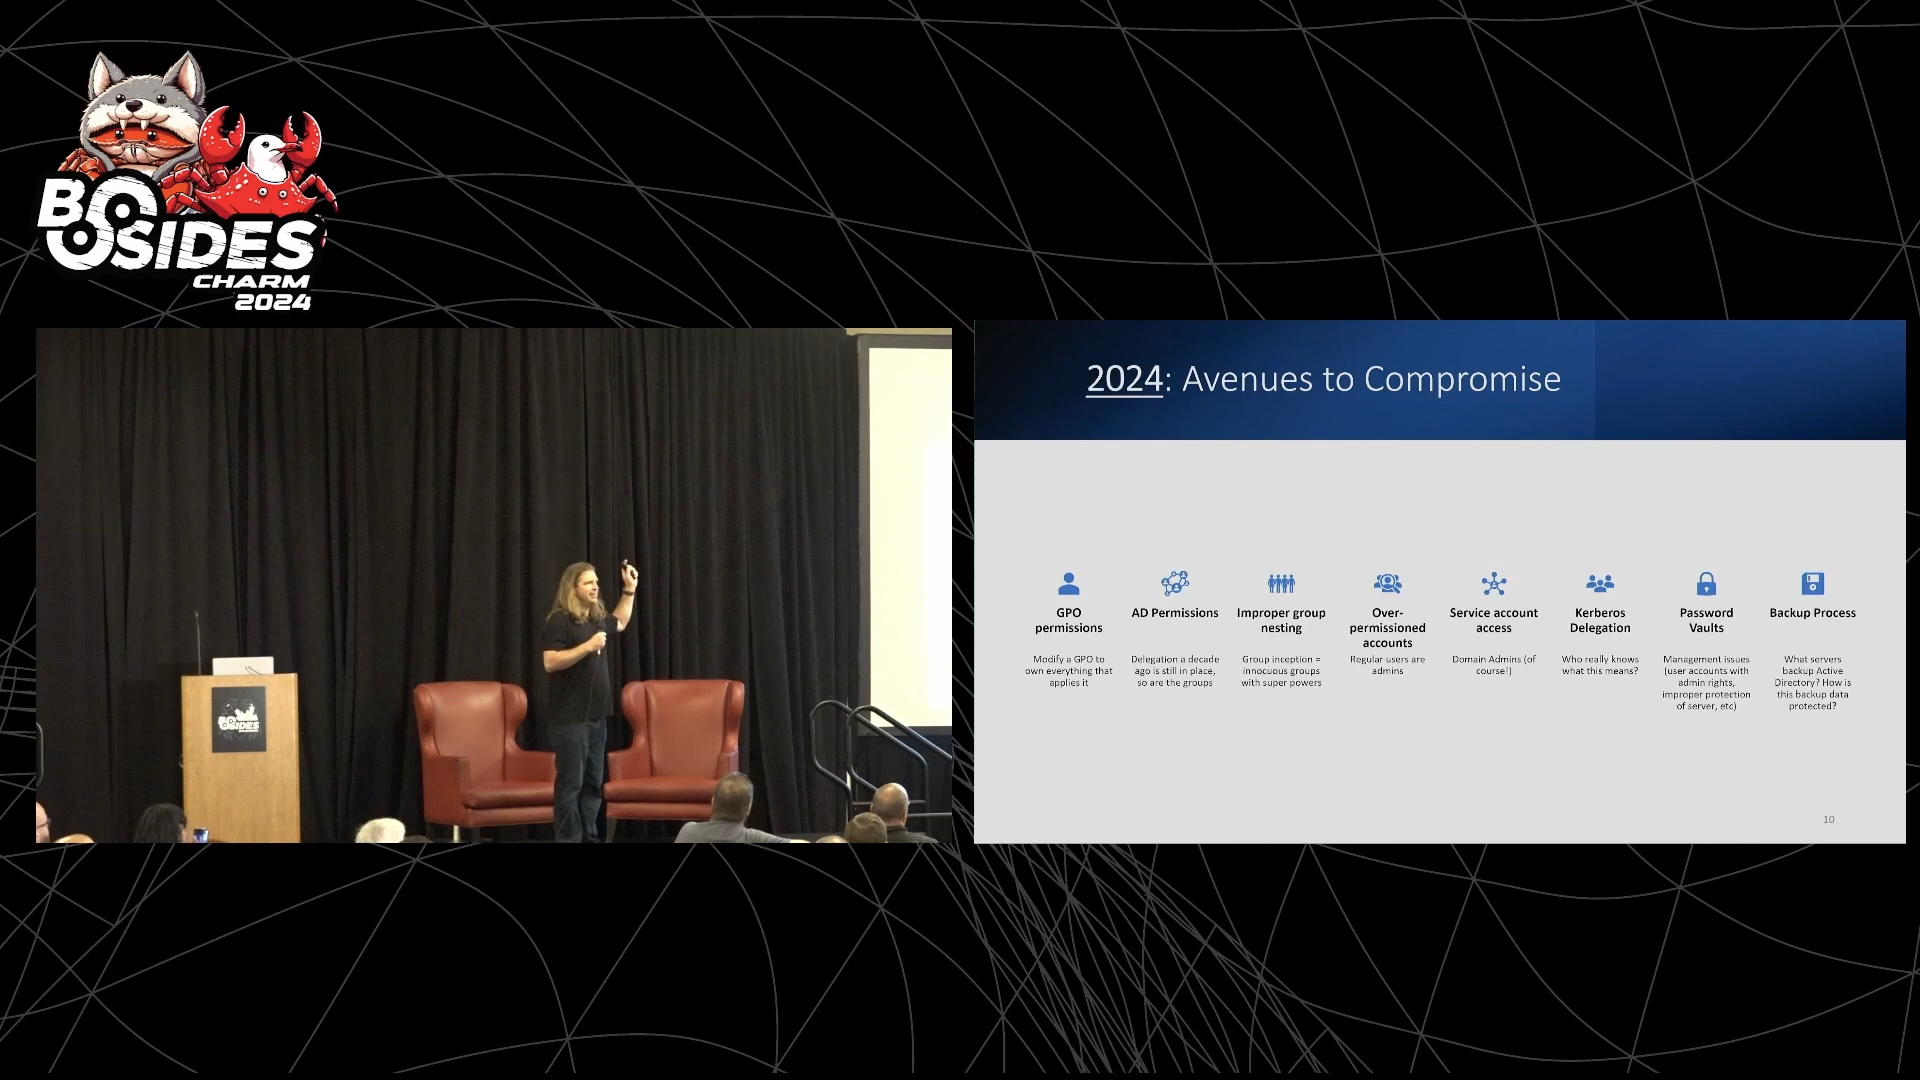 BSIDES
CHARM
2024
BSIDES
2024: Avenues to Compromise
GPO
permissions
Modify a GPO to
own everything that
applies it
AD Permissions
Delegation a decade
ago is still in place,
so are the groups
Improper group
nesting
Group inception =
innocuous groups
with super powers
Over-
permissioned
accounts
Regular users are
admins
Service account
access
Domain Admins (of
course!)
Kerberos
Delegation
Who really knows
what this means?
Password
Vaults
Management issues
(user accounts with
admin rights,
improper protection
of server, etc)
Backup Process
What servers
backup Active
Directory? How is
this backup data
protected?
10